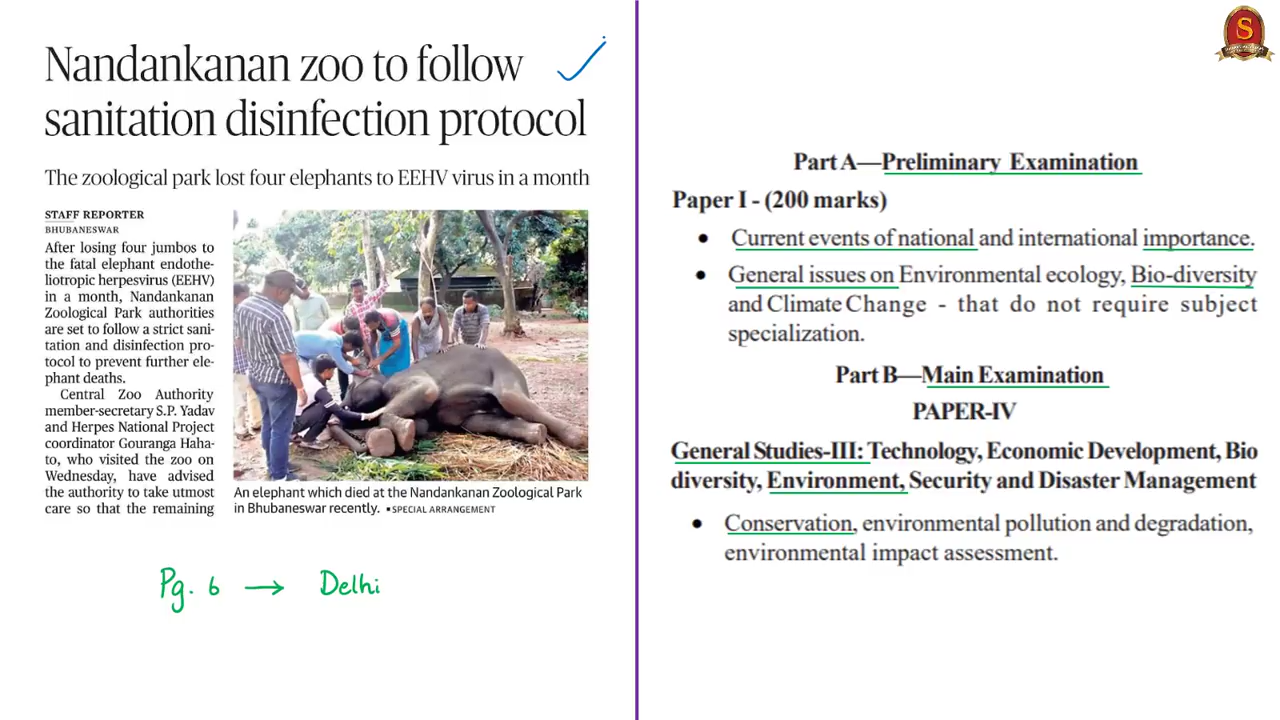 Nandankanan zoo to follow
sanitation disinfection protocol
The zoological park lost four elephants to EEHV virus in a month
STAFF REPORTER
BHUBANESWAR
After losing four jumbos to
the fatal elephant endothe-
liotropic herpesvirus (EEHV)
in a month, Nandankanan
Zoological Park authorities
are set to follow a strict sani-
tation and disinfection pro-
tocol to prevent further ele-
phant deaths.
Central Zoo Authority
member-secretary S.P. Yadav
and Herpes National Project
coordinator Gouranga Haha-
to, who visited the zoo on
Wednesday, have advised
the authority to take utmost
care so that the remaining
An elephant which died at the Nandankanan Zoological Park
in Bhubaneswar recently. ▪ SPECIAL ARRANGEMENT
Pg. 6 → Delhi
S
Part A—Preliminary Examination
Paper I - (200 marks)
• Current events of national and international importance.
• General issues on Environmental ecology, Bio-diversity
and Climate Change - that do not require subject
specialization.
Part B—Main Examination
PAPER-IV
General Studies-III: Technology, Economic Development, Bio
diversity, Environment, Security and Disaster Management
• Conservation, environmental pollution and degradation,
environmental impact assessment.